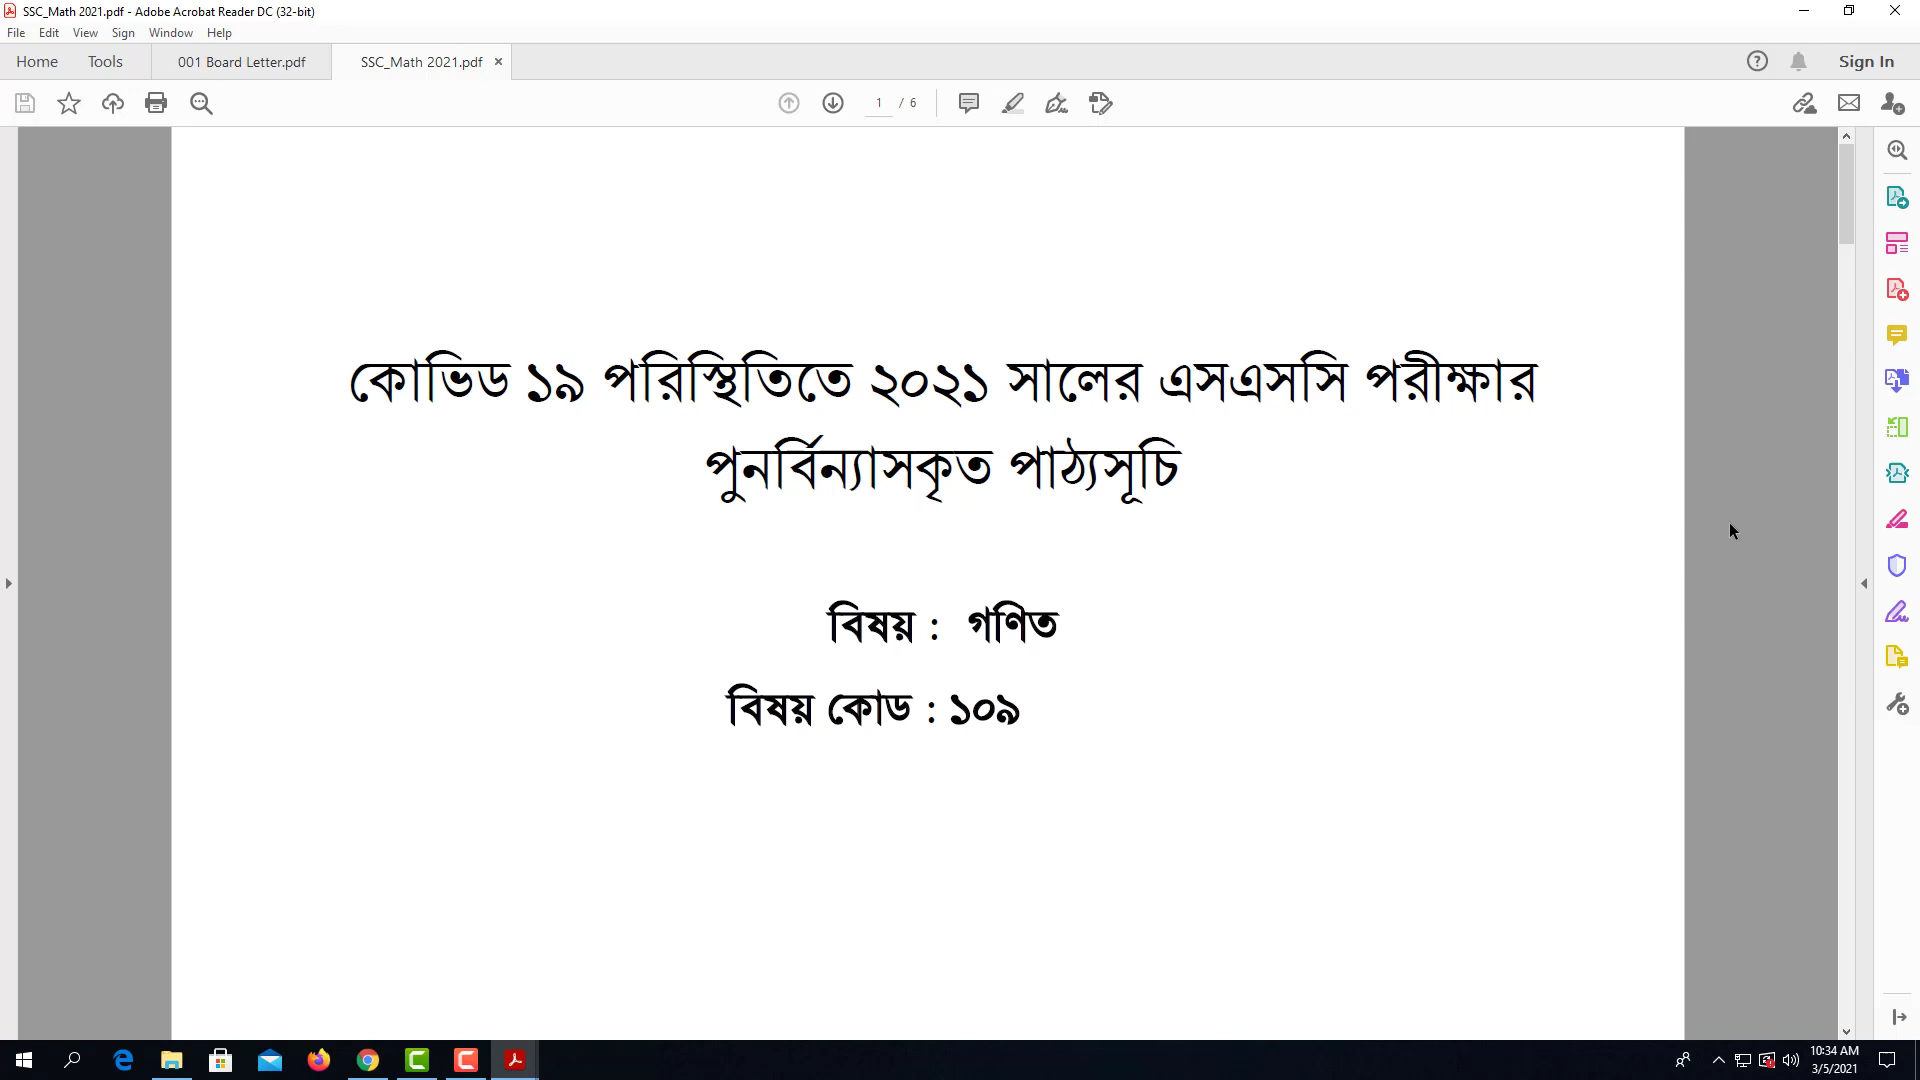 SSC_Math 2021.pdf - Adobe Acrobat Reader DC (32-bit)
File Edit View Sign Window Help
Home Tools 001 Board Letter.pdf SSC_Math 2021.pdf Sign In
1 / 6
কোভিড ১৯ পরিস্থিতিতে ২০২১ সালের এসএসসি পরীক্ষার
পুনর্বিন্যাসকৃত পাঠ্যসূচি
বিষয় : গণিত
বিষয় কোড : ১০৯
10:34 AM
3/5/2021